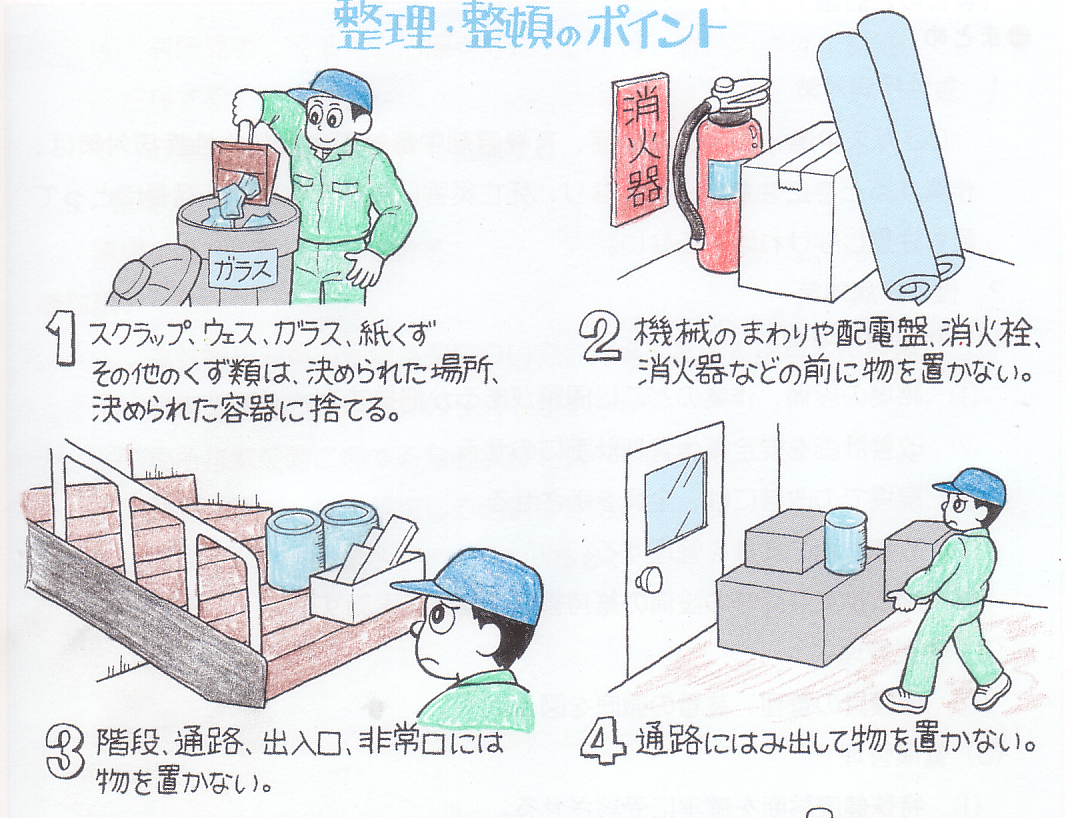 整理・整頓のポイント
消火器
ガラス
1 スクラップ、ウェス、ガラス、紙くず
その他のくず類は、決められた場所、
決められた容器に捨てる。
2 機械のまわりや配電盤、消火栓、
消火器などの前に物を置かない。
3 階段、通路、出入口、非常口には
物を置かない。
4 通路にはみ出して物を置かない。